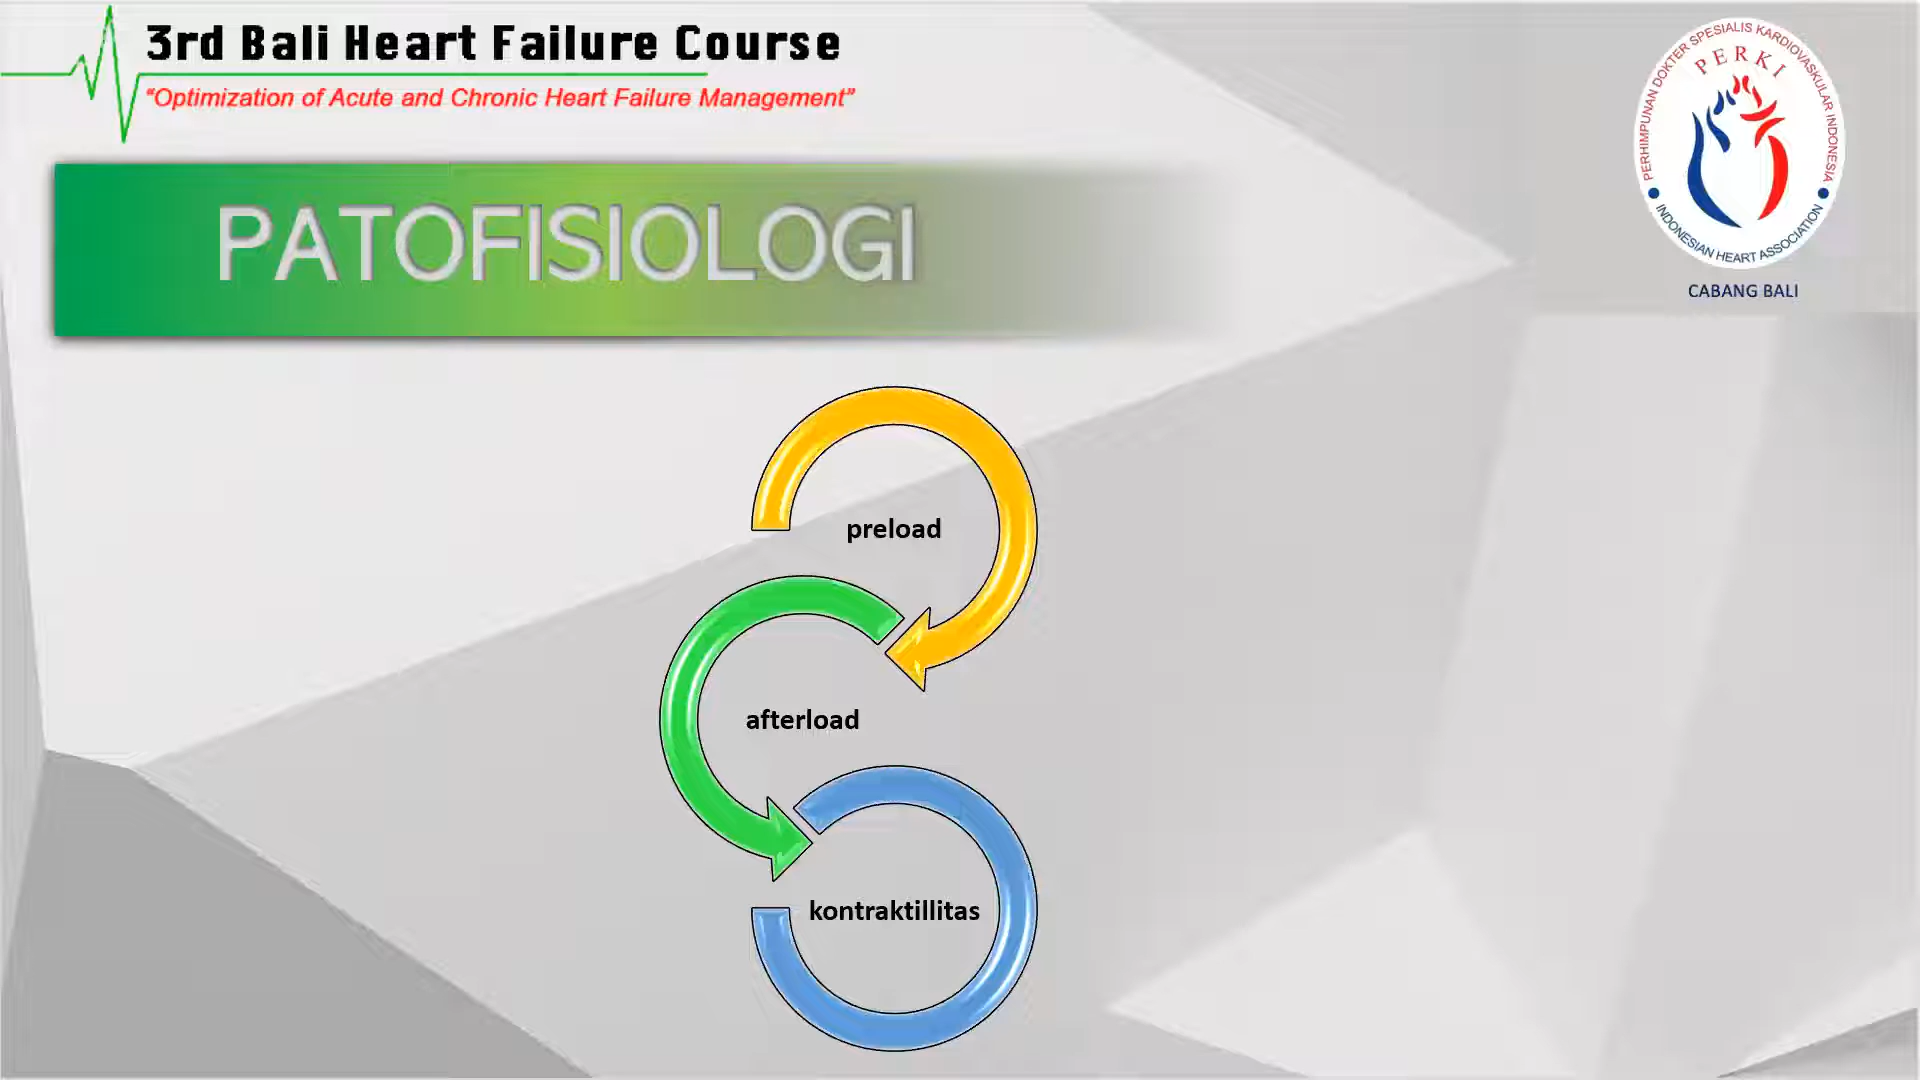 3rd Bali Heart Failure Course
"Optimization of Acute and Chronic Heart Failure Management"
PERHIMPUNAN DOKTER SPESIALIS KARDIOVASKULAR INDONESIA
PERKI
INDONESIAN HEART ASSOCIATION
CABANG BALI
PATOFISIOLOGI
preload
afterload
kontraktillitas